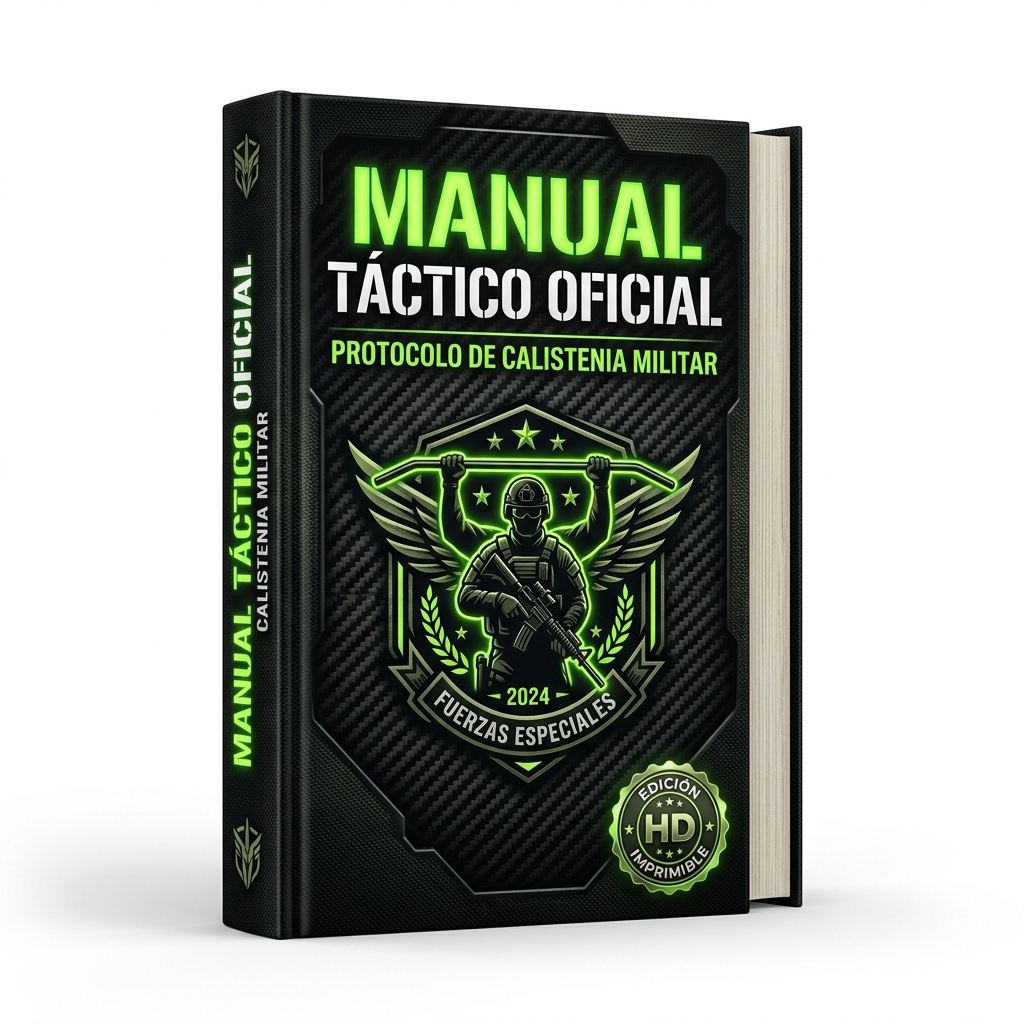 MANUAL
TÁCTICO OFICIAL
PROTOCOLO DE CALISTENIA MILITAR
2024
FUERZAS ESPECIALES
EDICIÓN
HD
IMPRIMIBLE
MANUAL TÁCTICO OFICIAL
CALISTENIA MILITAR